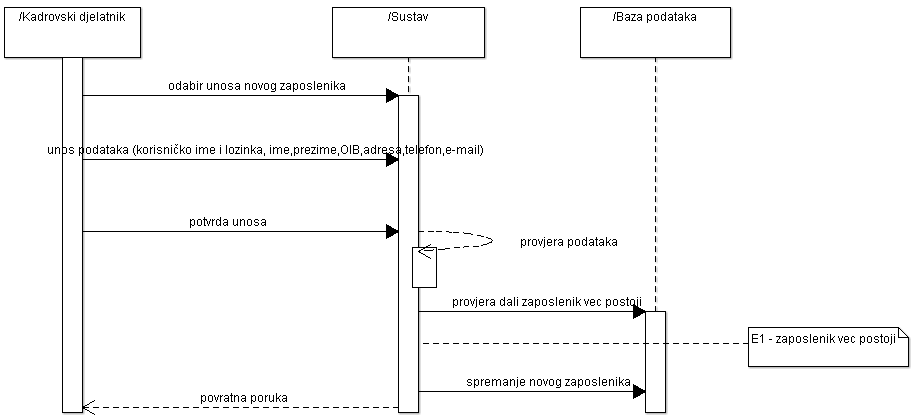 /Kadrovski djelatnik
/Sustav
/Baza podataka
odabir unosa novog zaposlenika
unos podataka (korisničko ime i lozinka, ime,prezime,OIB,adresa,telefon,e-mail)
potvrda unosa
provjera podataka
provjera dali zaposlenik vec postoji
E1 - zaposlenik vec postoji
spremanje novog zaposlenika
povratna poruka